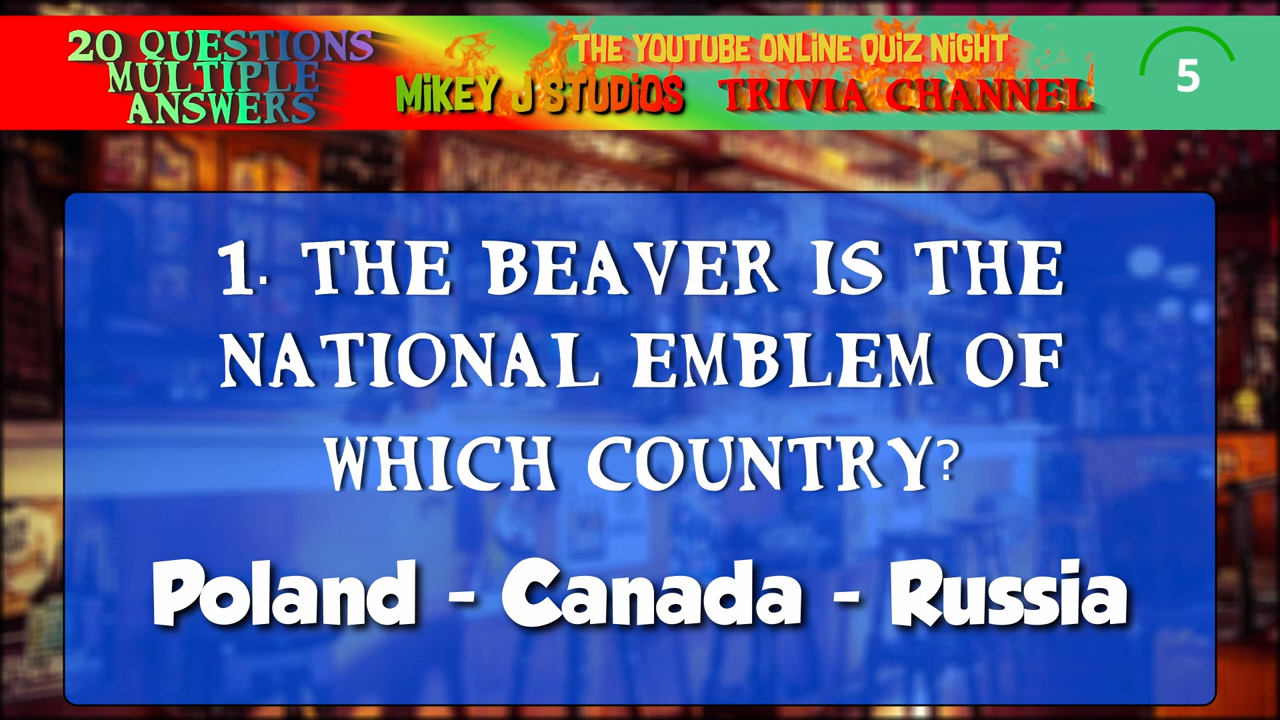 20 QUESTIONS
MULTIPLE
ANSWERS
THE YOUTUBE ONLINE QUIZ NIGHT
MIKEY J STUDIOS TRIVIA CHANNEL
5
1. THE BEAVER IS THE
NATIONAL EMBLEM OF
WHICH COUNTRY?
Poland - Canada - Russia